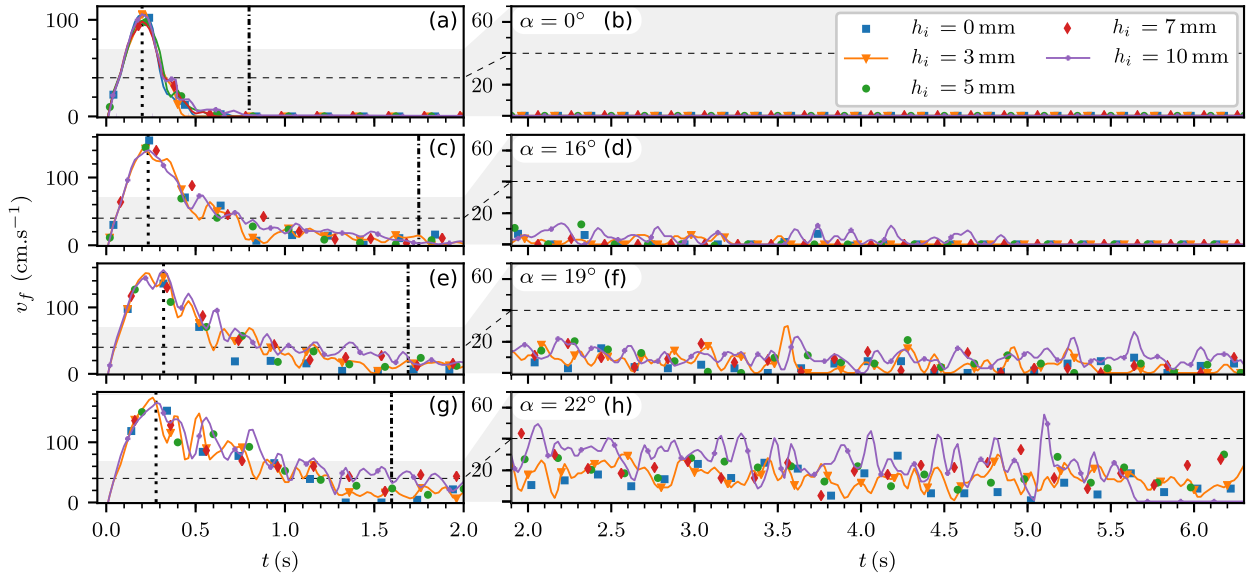 100
0
(a)
(b)
α = 0°
60
40
20
h_i = 0 mm
h_i = 3 mm
h_i = 5 mm
h_i = 7 mm
h_i = 10 mm
100
0
(c)
60
20
α = 16°
(d)
100
0
(e)
60
20
α = 19°
(f)
100
0
(g)
60
20
α = 22°
(h)
v_f (cm.s⁻¹)
0.0 0.5 1.0 1.5 2.0
2.0 2.5 3.0 3.5 4.0 4.5 5.0 5.5 6.0
t (s)
t (s)